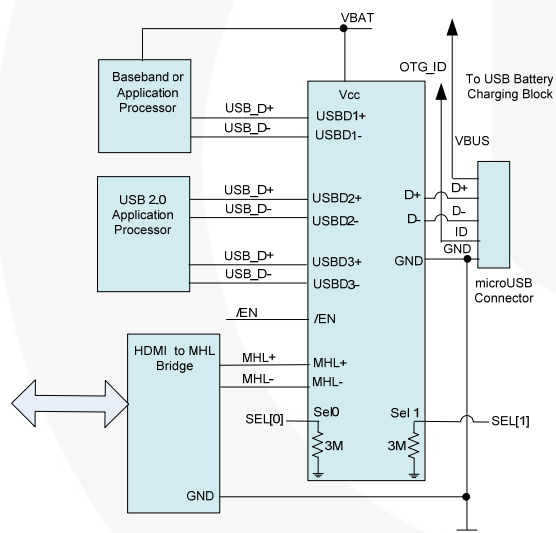 VBAT
OTG_ID
To USB Battery
Charging Block
Baseband or
Application
Processor
Vcc
USB_D+
USBD1+
USB_D-
USBD1-
VBUS
USB 2.0
Application
Processor
USB_D+
USBD2+
USB_D-
USBD2-
D+
D+
D-
D-
ID
GND
USB_D+
USBD3+
USB_D-
USBD3-
GND
microUSB
Connector
/EN
/EN
HDMI to MHL
Bridge
MHL+
MHL+
MHL-
MHL-
SEL[0]
Sel0
Sel 1
SEL[1]
3M
3M
GND